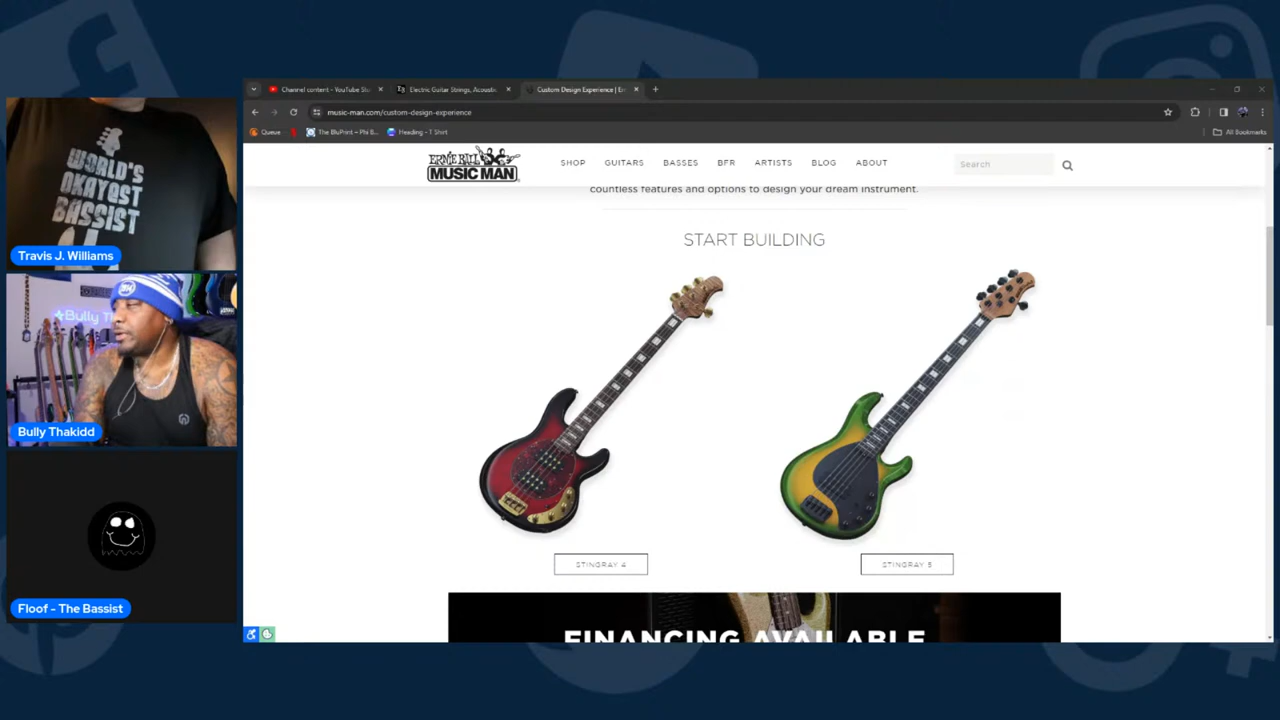 Channel content - YouTube Stu
Electric Guitar Strings, Acoustic
Custom Design Experience | Er
music-man.com/custom-design-experience
Queue
The BluPrint – Phi B...
Heading - T Shirt
All Bookmarks
ERNIE BALL
MUSIC MAN
SHOP
GUITARS
BASSES
BFR
ARTISTS
BLOG
ABOUT
Search
countless features and options to design your dream instrument.
START BUILDING
STINGRAY 4
STINGRAY 5
FINANCING AVAILABLE
WORLD'S
OKAYEST
BASSIST
Travis J. Williams
Bully Th
Bully Thakidd
Floof - The Bassist